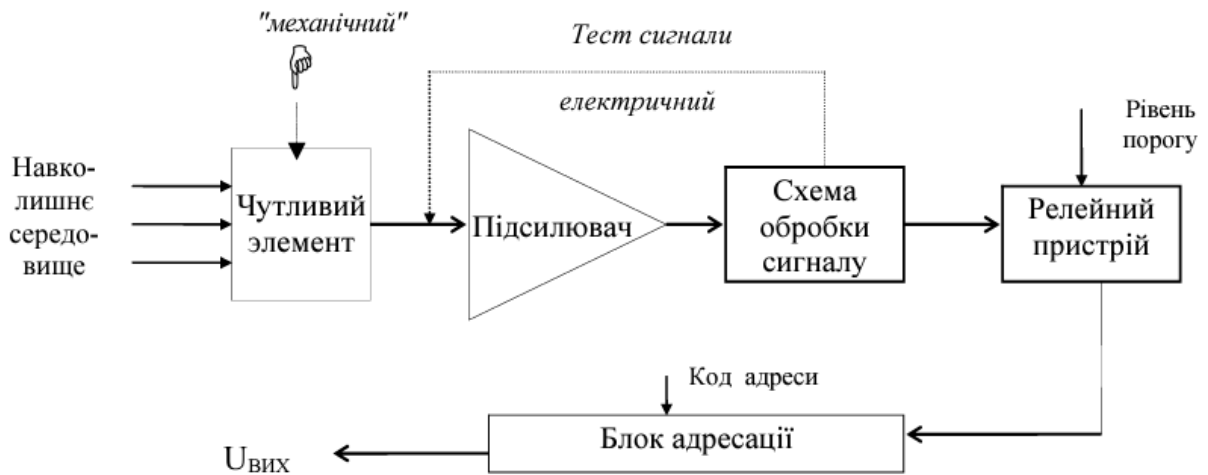 "механічний"
Тест сигнали
електричний
Рівень
порогу
Навко-
лишнє
середо-
вище
Чутливий
элемент
Підсилювач
Схема
обробки
сигналу
Релейний
пристрій
Код адреси
Блок адресації
Uвих